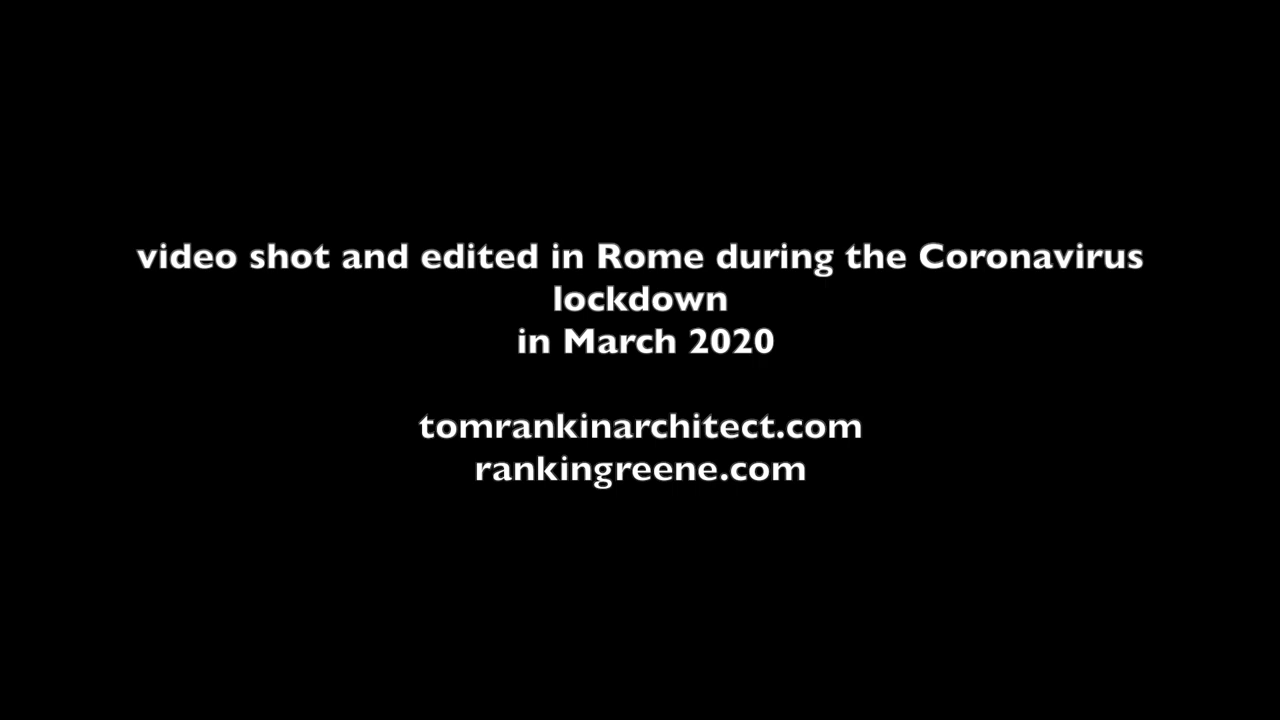 video shot and edited in Rome during the Coronavirus
lockdown
in March 2020
tomrankinarchitect.com
rankingreene.com